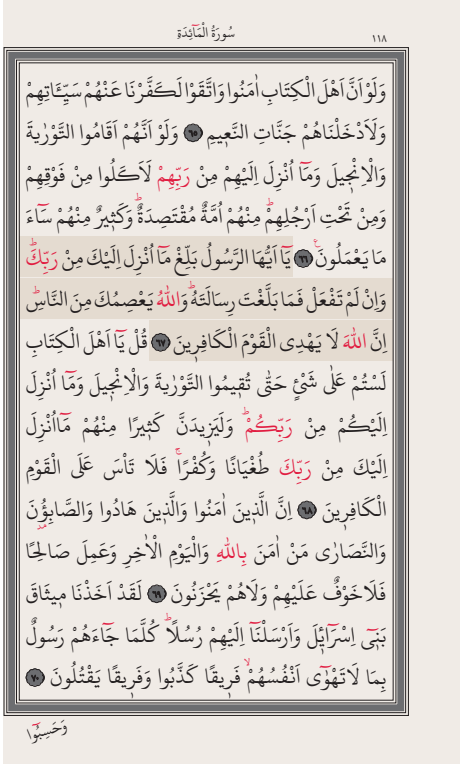 سُورَةُ الْمَٓائِدَةِ ١١٨
وَلَوْ اَنَّ اَهْلَ الْكِتَابِ اٰمَنُوا وَاتَّقَوْا لَكَفَّرْنَا عَنْهُمْ سَيِّـَٔاتِهِمْ
وَلَاَدْخَلْنَاهُمْ جَنَّاتِ النَّع۪يمِ ﴿٦٥﴾ وَلَوْ اَنَّهُمْ اَقَامُوا التَّوْرٰيةَ
وَالْاِنْج۪يلَ وَمَٓا اُنْزِلَ اِلَيْهِمْ مِنْ رَبِّهِمْ لَاَكَلُوا مِنْ فَوْقِهِمْ
وَمِنْ تَحْتِ اَرْجُلِهِمْۜ مِنْهُمْ اُمَّةٌ مُقْتَصِدَةٌۜ وَكَث۪يرٌ مِنْهُمْ سَٓاءَ
مَا يَعْمَلُونَ۟ ﴿٦٦﴾ يَٓا اَيُّهَا الرَّسُولُ بَلِّغْ مَٓا اُنْزِلَ اِلَيْكَ مِنْ رَبِّكَۜ
وَاِنْ لَمْ تَفْعَلْ فَمَا بَلَّغْتَ رِسَالَتَهُۜ وَاللّٰهُ يَعْصِمُكَ مِنَ النَّاسِۜ
اِنَّ اللّٰهَ لَا يَهْدِى الْقَوْمَ الْكَافِر۪ينَ ﴿٦٧﴾ قُلْ يَٓا اَهْلَ الْكِتَابِ
لَسْتُمْ عَلٰى شَيْءٍ حَتّٰى تُق۪يمُوا التَّوْرٰيةَ وَالْاِنْج۪يلَ وَمَٓا اُنْزِلَ
اِلَيْكُمْ مِنْ رَبِّكُمْۜ وَلَيَز۪يدَنَّ كَث۪يرًا مِنْهُمْ مَٓا اُنْزِلَ
اِلَيْكَ مِنْ رَبِّكَ طُغْيَانًا وَكُفْرًاۚ فَلَا تَاْسَ عَلَى الْقَوْمِ
الْكَافِر۪ينَ ﴿٦٨﴾ اِنَّ الَّذ۪ينَ اٰمَنُوا وَالَّذ۪ينَ هَادُوا وَالصَّابِؤُ۫نَ
وَالنَّصَارٰى مَنْ اٰمَنَ بِاللّٰهِ وَالْيَوْمِ الْاٰخِرِ وَعَمِلَ صَالِحًا
فَلَا خَوْفٌ عَلَيْهِمْ وَلَا هُمْ يَحْزَنُونَ ﴿٦٩﴾ لَقَدْ اَخَذْنَا م۪يثَاقَ
بَن۪ٓى اِسْرَٓائ۪لَ وَاَرْسَلْنَٓا اِلَيْهِمْ رُسُلًاۜ كُلَّمَا جَٓاءَهُمْ رَسُولٌ
بِمَا لَا تَهْوٰٓى اَنْفُسُهُمْۙ فَر۪يقًا كَذَّبُوا وَفَر۪يقًا يَقْتُلُونَ ﴿٧٠﴾
وَحَسِبُٓوا